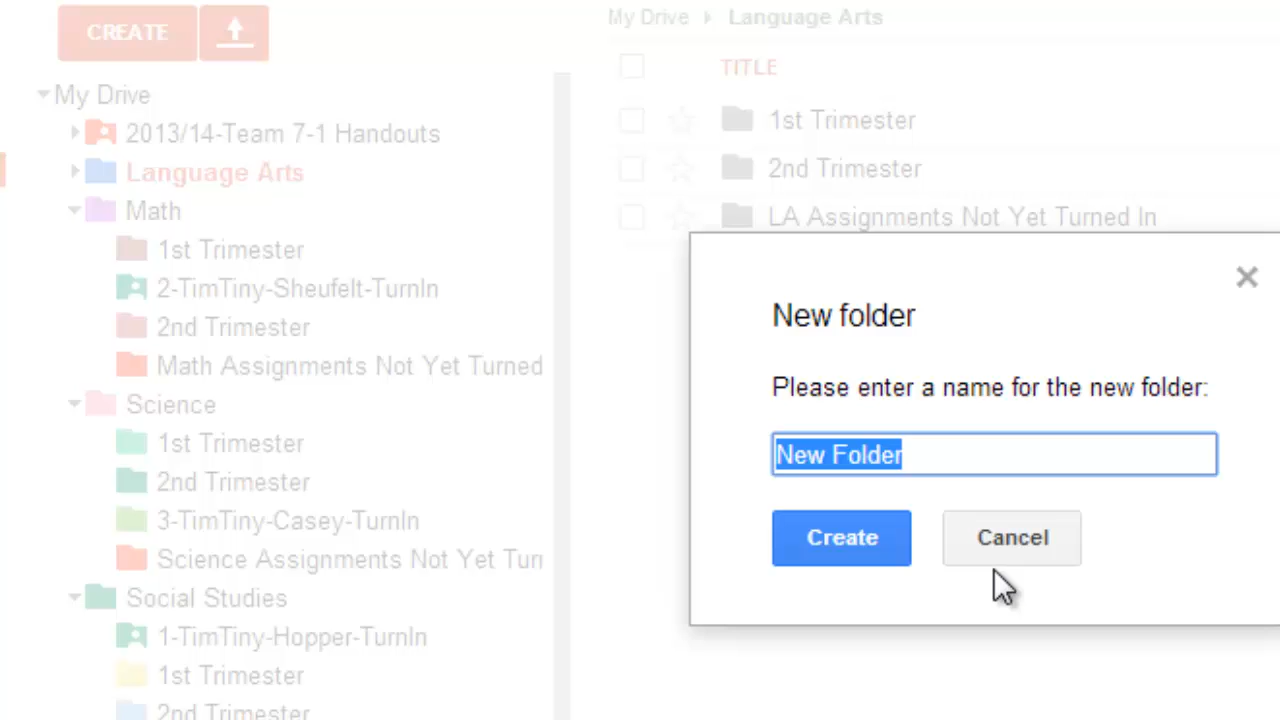 CREATE
My Drive
2013/14-Team 7-1 Handouts
Language Arts
Math
1st Trimester
2-TimTiny-Sheufelt-TurnIn
2nd Trimester
Math Assignments Not Yet Turned
Science
1st Trimester
2nd Trimester
3-TimTiny-Casey-TurnIn
Science Assignments Not Yet Turn
Social Studies
1-TimTiny-Hopper-TurnIn
1st Trimester
2nd Trimester
My Drive Language Arts
TITLE
1st Trimester
2nd Trimester
LA Assignments Not Yet Turned In
New folder
Please enter a name for the new folder:
New Folder
Create Cancel